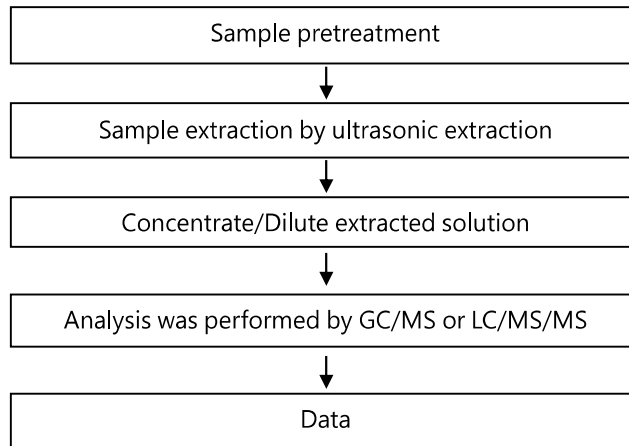 Sample pretreatment
Sample extraction by ultrasonic extraction
Concentrate/Dilute extracted solution
Analysis was performed by GC/MS or LC/MS/MS
Data